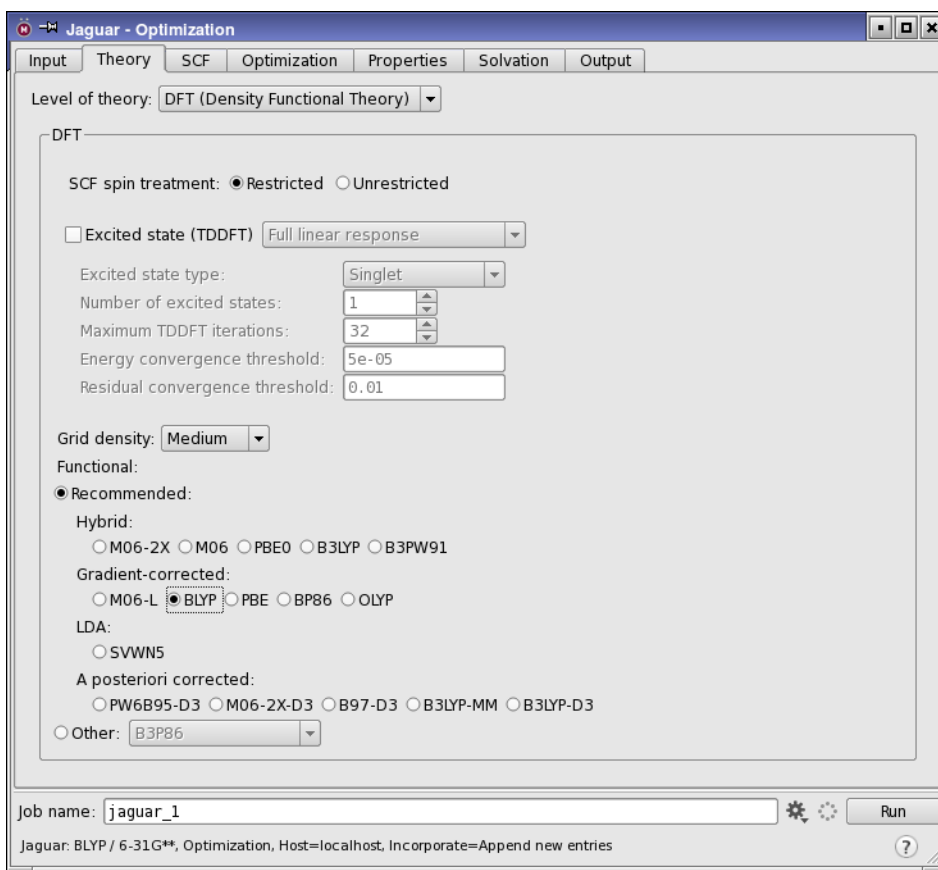 Jaguar - Optimization
Input Theory SCF Optimization Properties Solvation Output
Level of theory: DFT (Density Functional Theory)
DFT
SCF spin treatment: Restricted Unrestricted
Excited state (TDDFT) Full linear response
Excited state type: Singlet
Number of excited states: 1
Maximum TDDFT iterations: 32
Energy convergence threshold: 5e-05
Residual convergence threshold: 0.01
Grid density: Medium
Functional:
Recommended:
Hybrid:
M06-2X M06 PBE0 B3LYP B3PW91
Gradient-corrected:
M06-L BLYP PBE BP86 OLYP
LDA:
SVWN5
A posteriori corrected:
PW6B95-D3 M06-2X-D3 B97-D3 B3LYP-MM B3LYP-D3
Other: B3P86
Job name: jaguar_1 Run
Jaguar: BLYP / 6-31G**, Optimization, Host=localhost, Incorporate=Append new entries ?